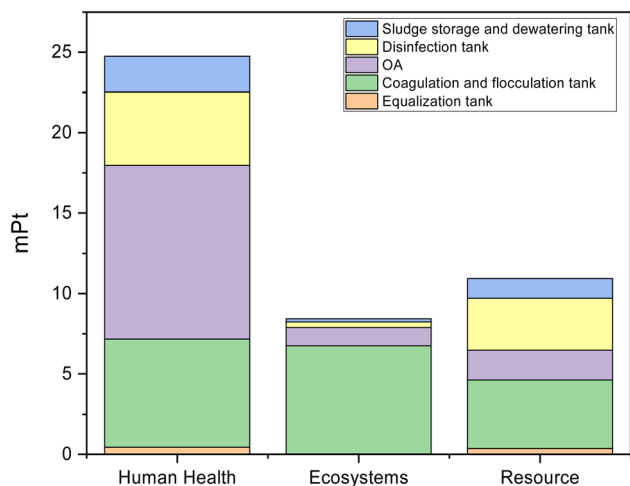 Sludge storage and dewatering tank
Disinfection tank
OA
Coagulation and flocculation tank
Equalization tank
mPt
25
20
15
10
5
0
Human Health
Ecosystems
Resource